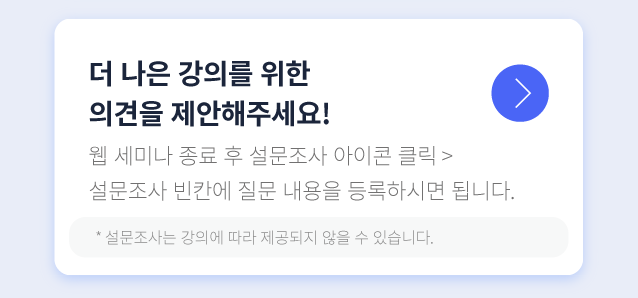 더 나은 강의를 위한
의견을 제안해주세요!
웹 세미나 종료 후 설문조사 아이콘 클릭 >
설문조사 빈칸에 질문 내용을 등록하시면 됩니다.
* 설문조사는 강의에 따라 제공되지 않을 수 있습니다.